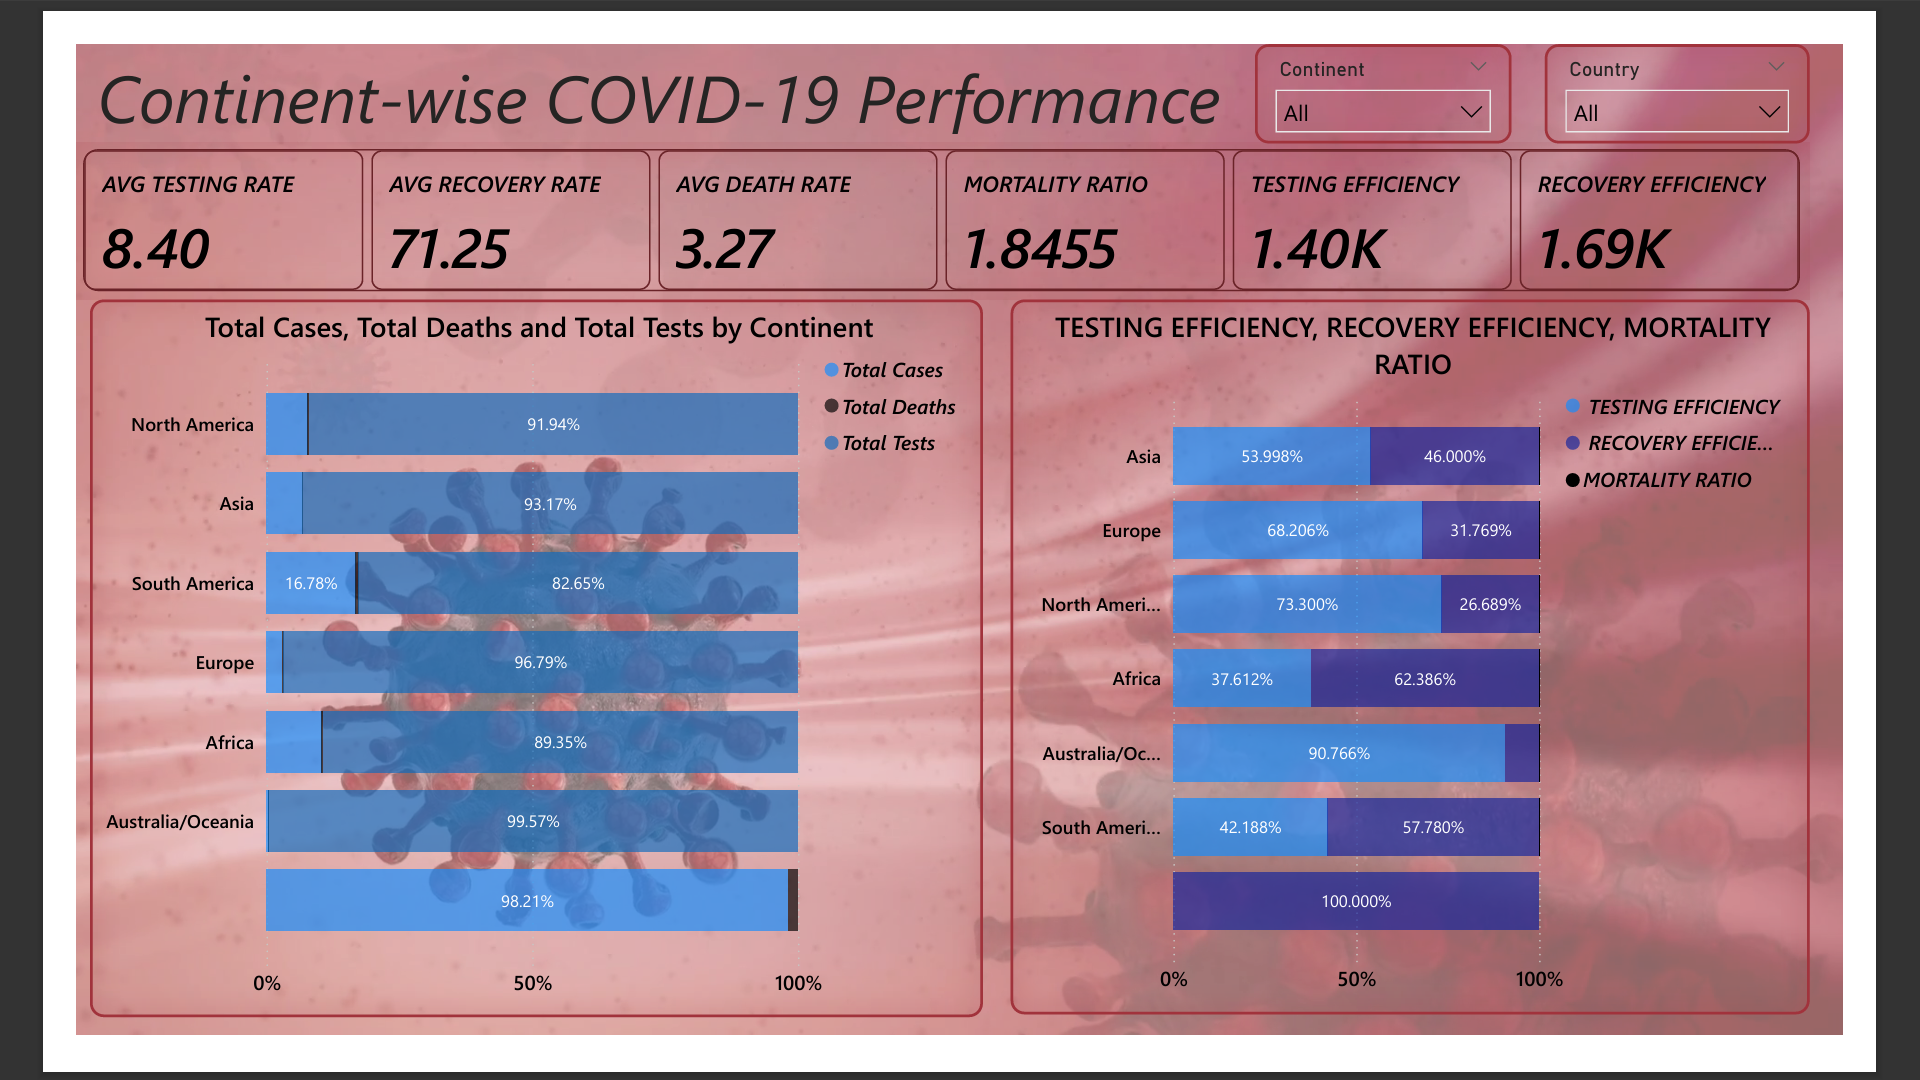 Continent-wise COVID-19 Performance
Continent
All
Country
All
AVG TESTING RATE
8.40
AVG RECOVERY RATE
71.25
AVG DEATH RATE
3.27
MORTALITY RATIO
1.8455
TESTING EFFICIENCY
1.40K
RECOVERY EFFICIENCY
1.69K
Total Cases, Total Deaths and Total Tests by Continent
Total Cases
Total Deaths
Total Tests
North America
91.94%
Asia
93.17%
South America
16.78%
82.65%
Europe
96.79%
Africa
89.35%
Australia/Oceania
99.57%
98.21%
0%
50%
100%
TESTING EFFICIENCY, RECOVERY EFFICIENCY, MORTALITY
RATIO
TESTING EFFICIENCY
RECOVERY EFFICIE...
MORTALITY RATIO
Asia
53.998%
46.000%
Europe
68.206%
31.769%
North Ameri...
73.300%
26.689%
Africa
37.612%
62.386%
Australia/Oc...
90.766%
South Ameri...
42.188%
57.780%
100.000%
0%
50%
100%